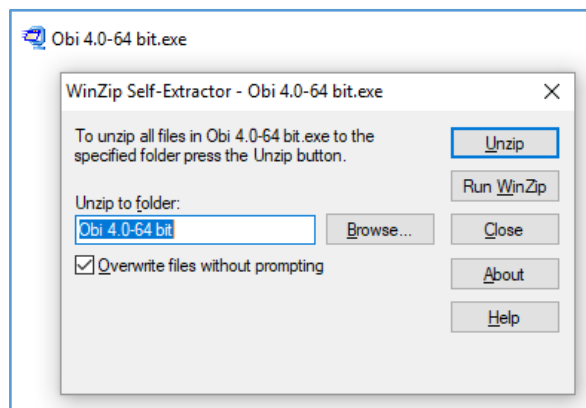 Obi 4.0-64 bit.exe
WinZip Self-Extractor - Obi 4.0-64 bit.exe
To unzip all files in Obi 4.0-64 bit.exe to the
specified folder press the Unzip button.
Unzip
Run WinZip
Unzip to folder:
Obi 4.0-64 bit
Browse...
Close
Overwrite files without prompting
About
Help